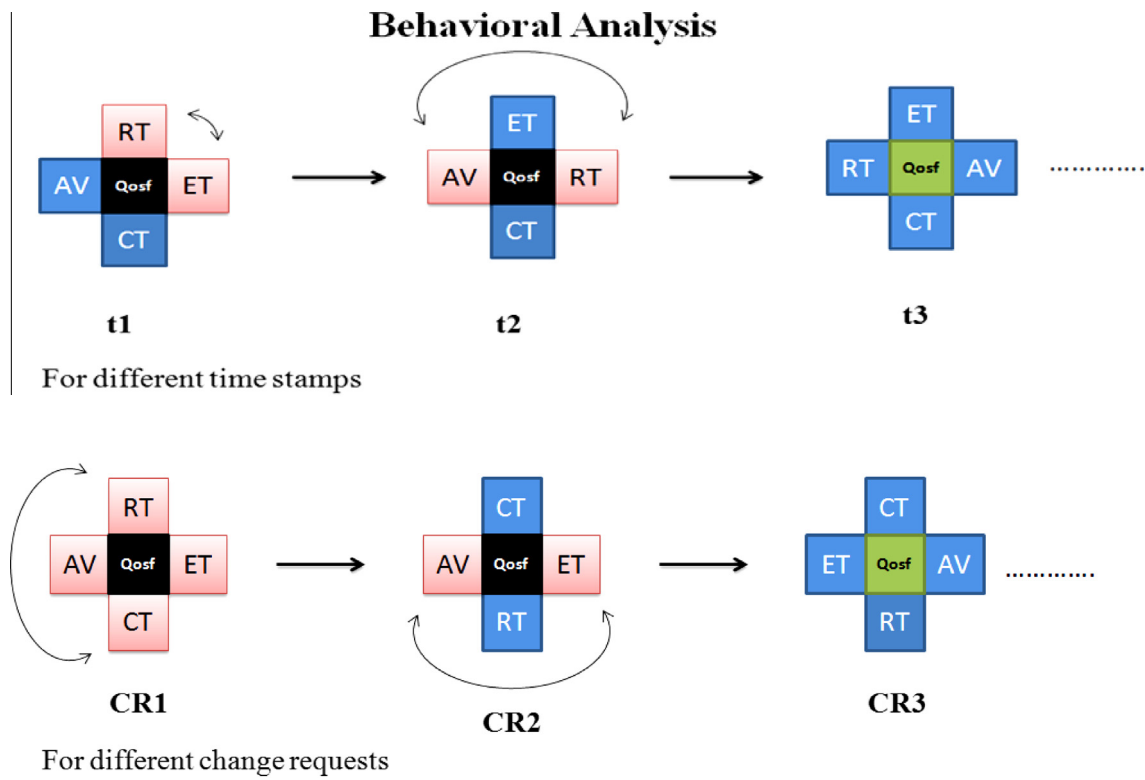 Behavioral Analysis
RT
AV Qosf ET
CT
t1
ET
AV Qosf RT
CT
t2
ET
RT Qosf AV
CT
t3
.............
For different time stamps
RT
AV Qosf ET
CT
CR1
CT
AV Qosf ET
RT
CR2
CT
ET Qosf AV
RT
CR3
............
For different change requests